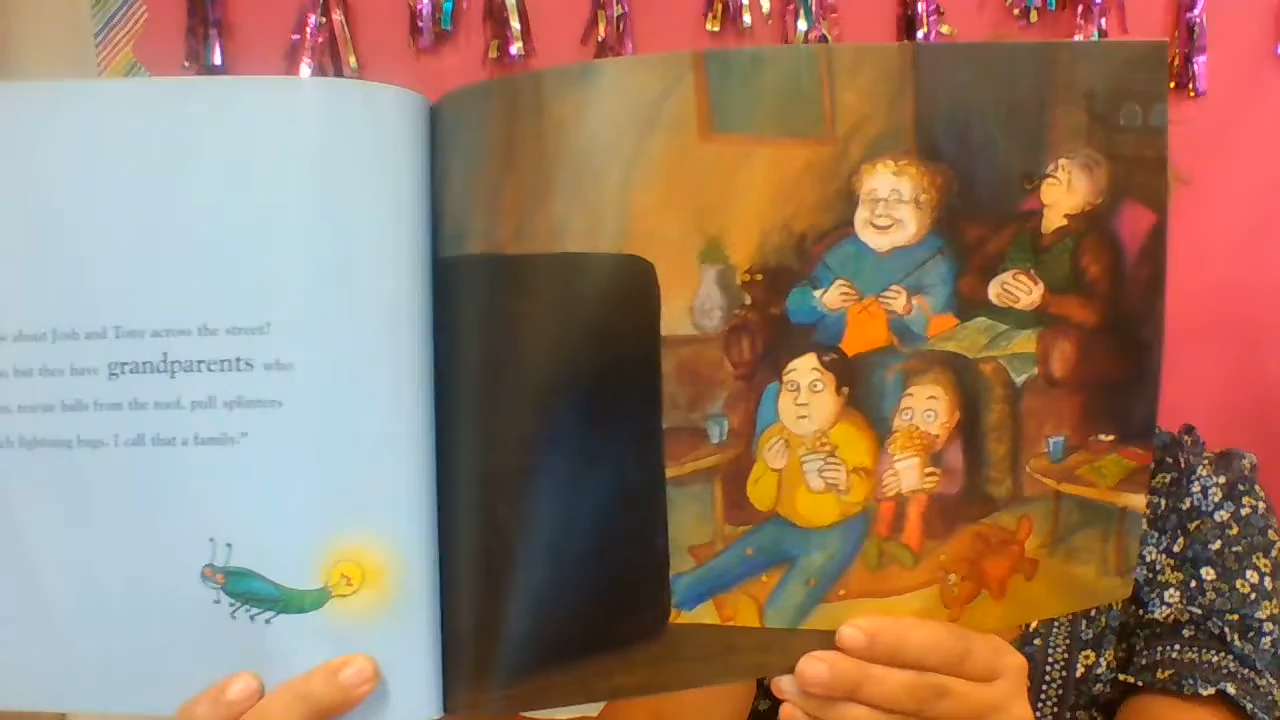 about Josh and Tony across the street?
but they have grandparents who
rescue balls from the roof, pull splinters
lightning bugs. I call that a family."